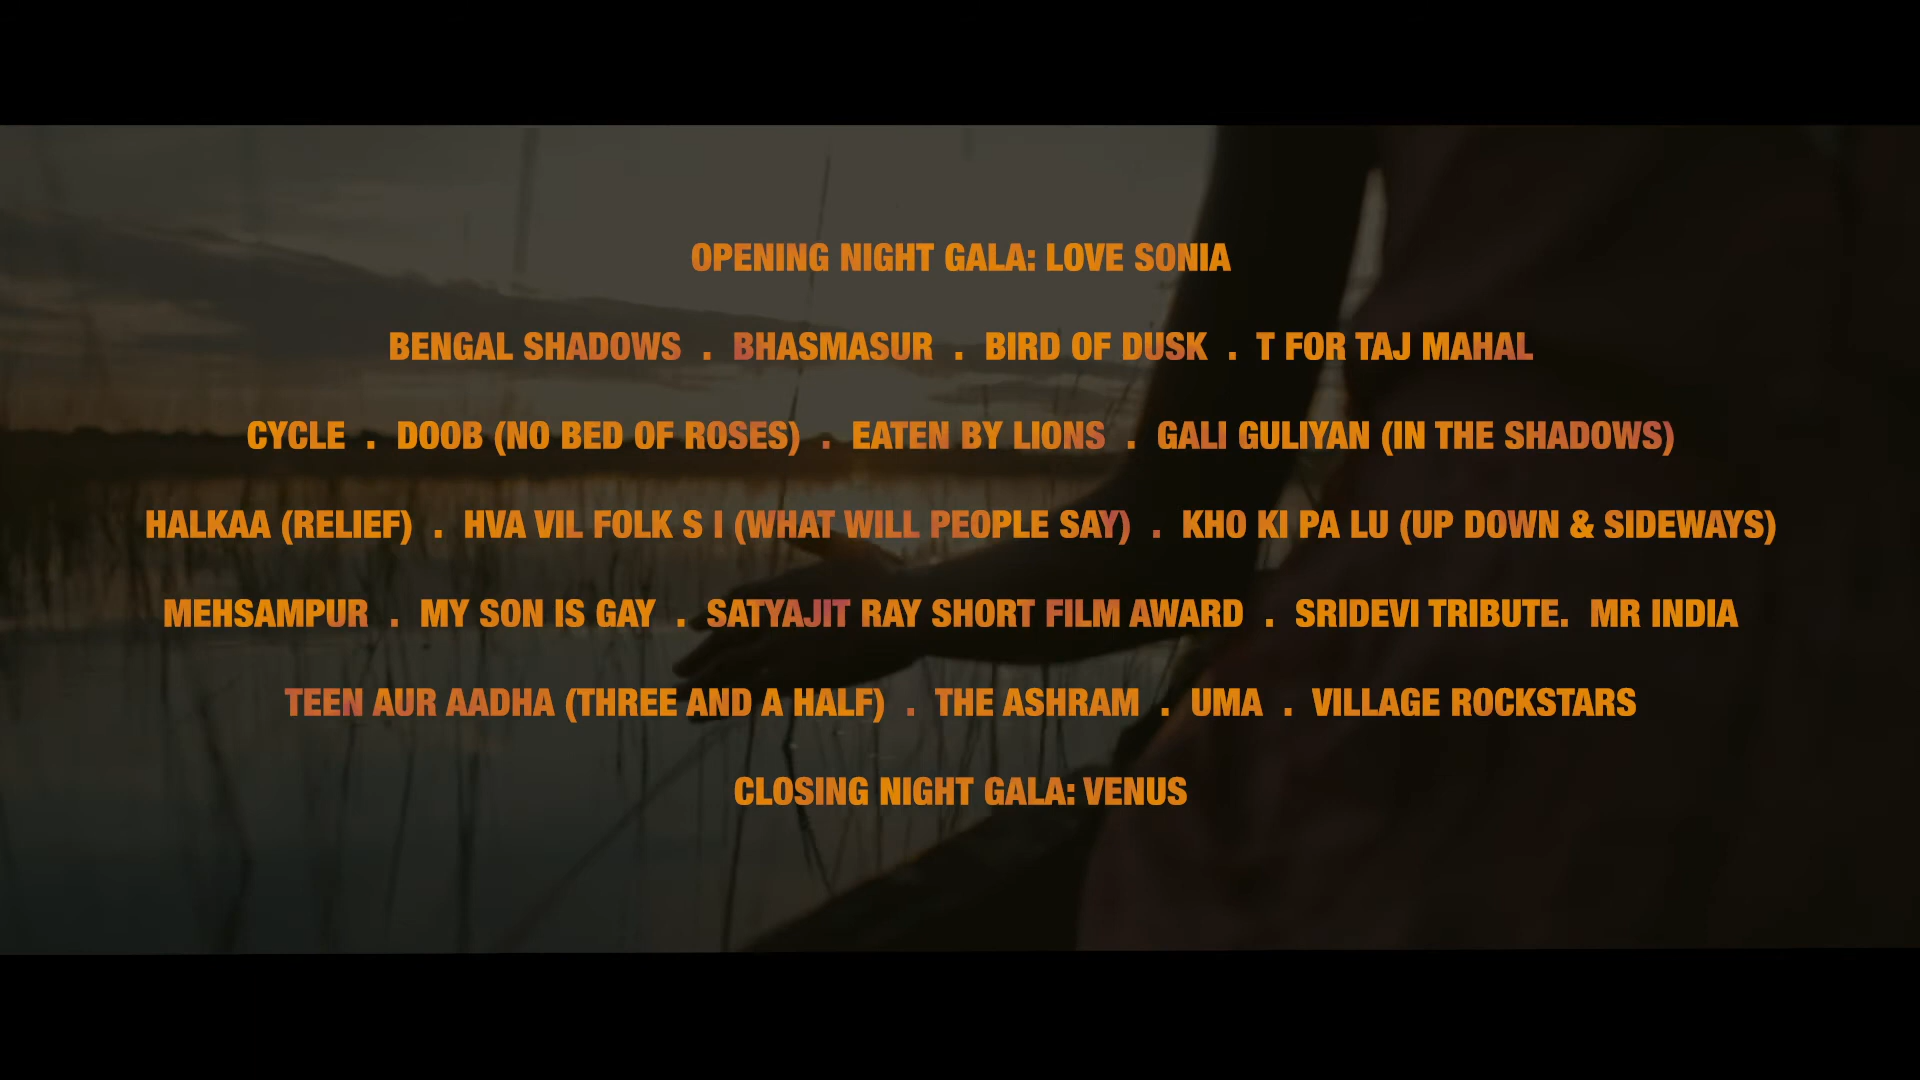 OPENING NIGHT GALA: LOVE SONIA
BENGAL SHADOWS . BHASMASUR . BIRD OF DUSK . T FOR TAJ MAHAL
CYCLE . DOOB (NO BED OF ROSES) . EATEN BY LIONS . GALI GULIYAN (IN THE SHADOWS)
HALKAA (RELIEF) . HVA VIL FOLK S I (WHAT WILL PEOPLE SAY) . KHO KI PA LU (UP DOWN & SIDEWAYS)
MEHSAMPUR . MY SON IS GAY . SATYAJIT RAY SHORT FILM AWARD . SRIDEVI TRIBUTE. MR INDIA
TEEN AUR AADHA (THREE AND A HALF) . THE ASHRAM . UMA . VILLAGE ROCKSTARS
CLOSING NIGHT GALA: VENUS